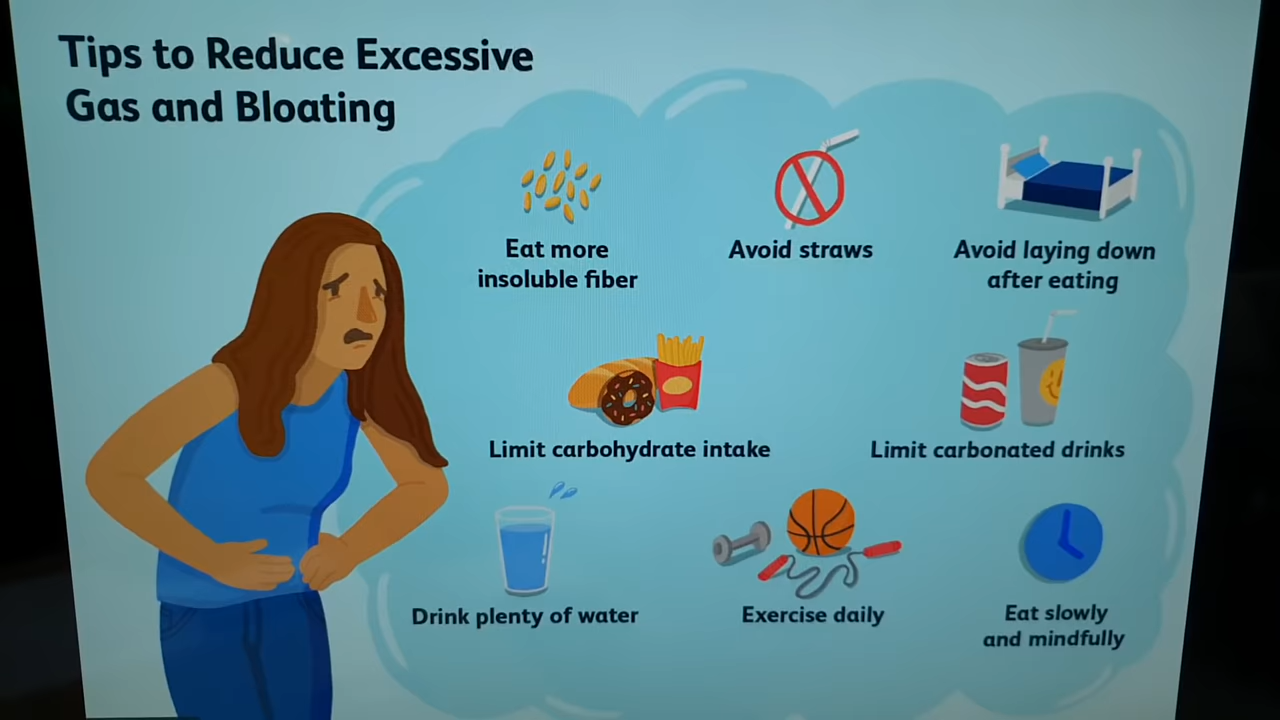 Tips to Reduce Excessive
Gas and Bloating
Eat more
insoluble fiber
Avoid straws
Avoid laying down
after eating
Limit carbohydrate intake
Limit carbonated drinks
Drink plenty of water
Exercise daily
Eat slowly
and mindfully